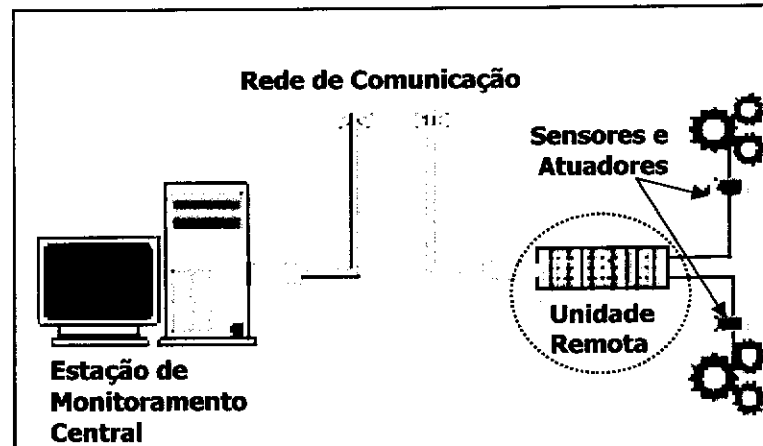 Rede de Comunicação
Sensores e
Atuadores
Unidade
Remota
Estação de
Monitoramento
Central